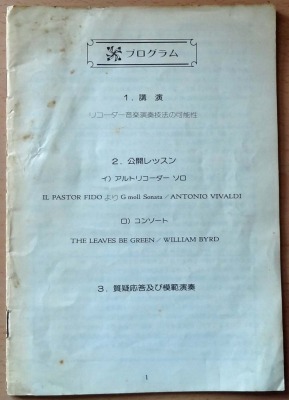 プログラム
1．講　演
リコーダー音楽演奏技法の可能性
2．公開レッスン
イ）アルトリコーダー ソロ
IL PASTOR FIDO より G moll Sonata／ANTONIO VIVALDI
ロ）コンソート
THE LEAVES BE GREEN／WILLIAM BYRD
3．質疑応答及び模範演奏
1